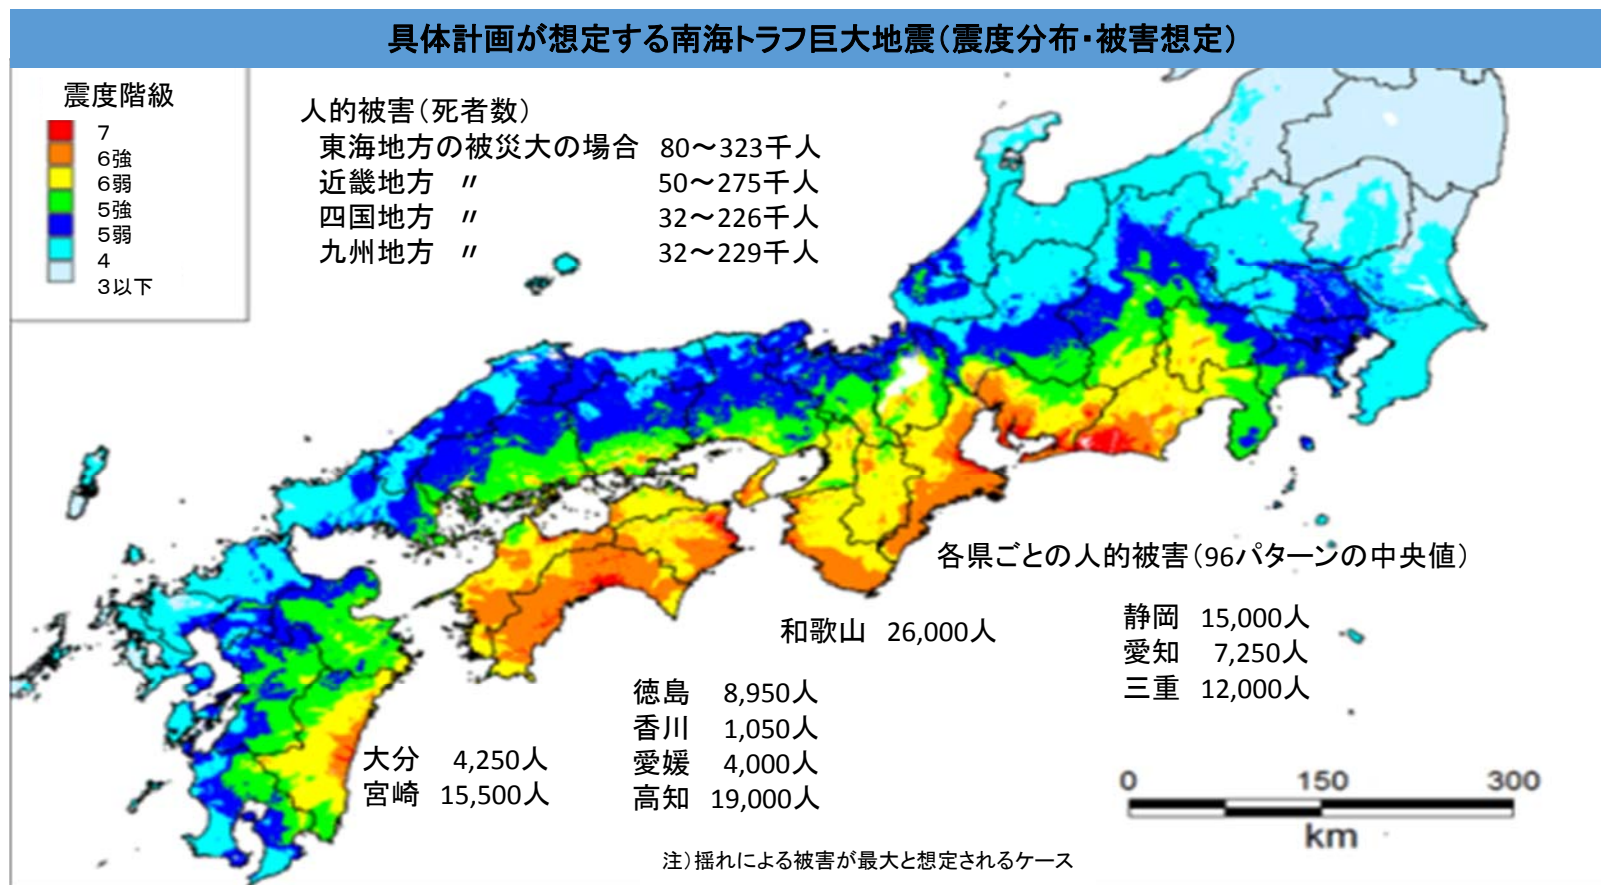 具体計画が想定する南海トラフ巨大地震（震度分布・被害想定）
震度階級
７
６強
６弱
５強
５弱
４
３以下
人的被害（死者数）
東海地方の被災大の場合 80～323千人
近畿地方 〃 50～275千人
四国地方 〃 32～226千人
九州地方 〃 32～229千人
各県ごとの人的被害（96パターンの中央値）
静岡 15,000人
愛知 7,250人
三重 12,000人
和歌山 26,000人
徳島 8,950人
香川 1,050人
愛媛 4,000人
高知 19,000人
大分 4,250人
宮崎 15,500人
0 150 300
km
注）揺れによる被害が最大と想定されるケース